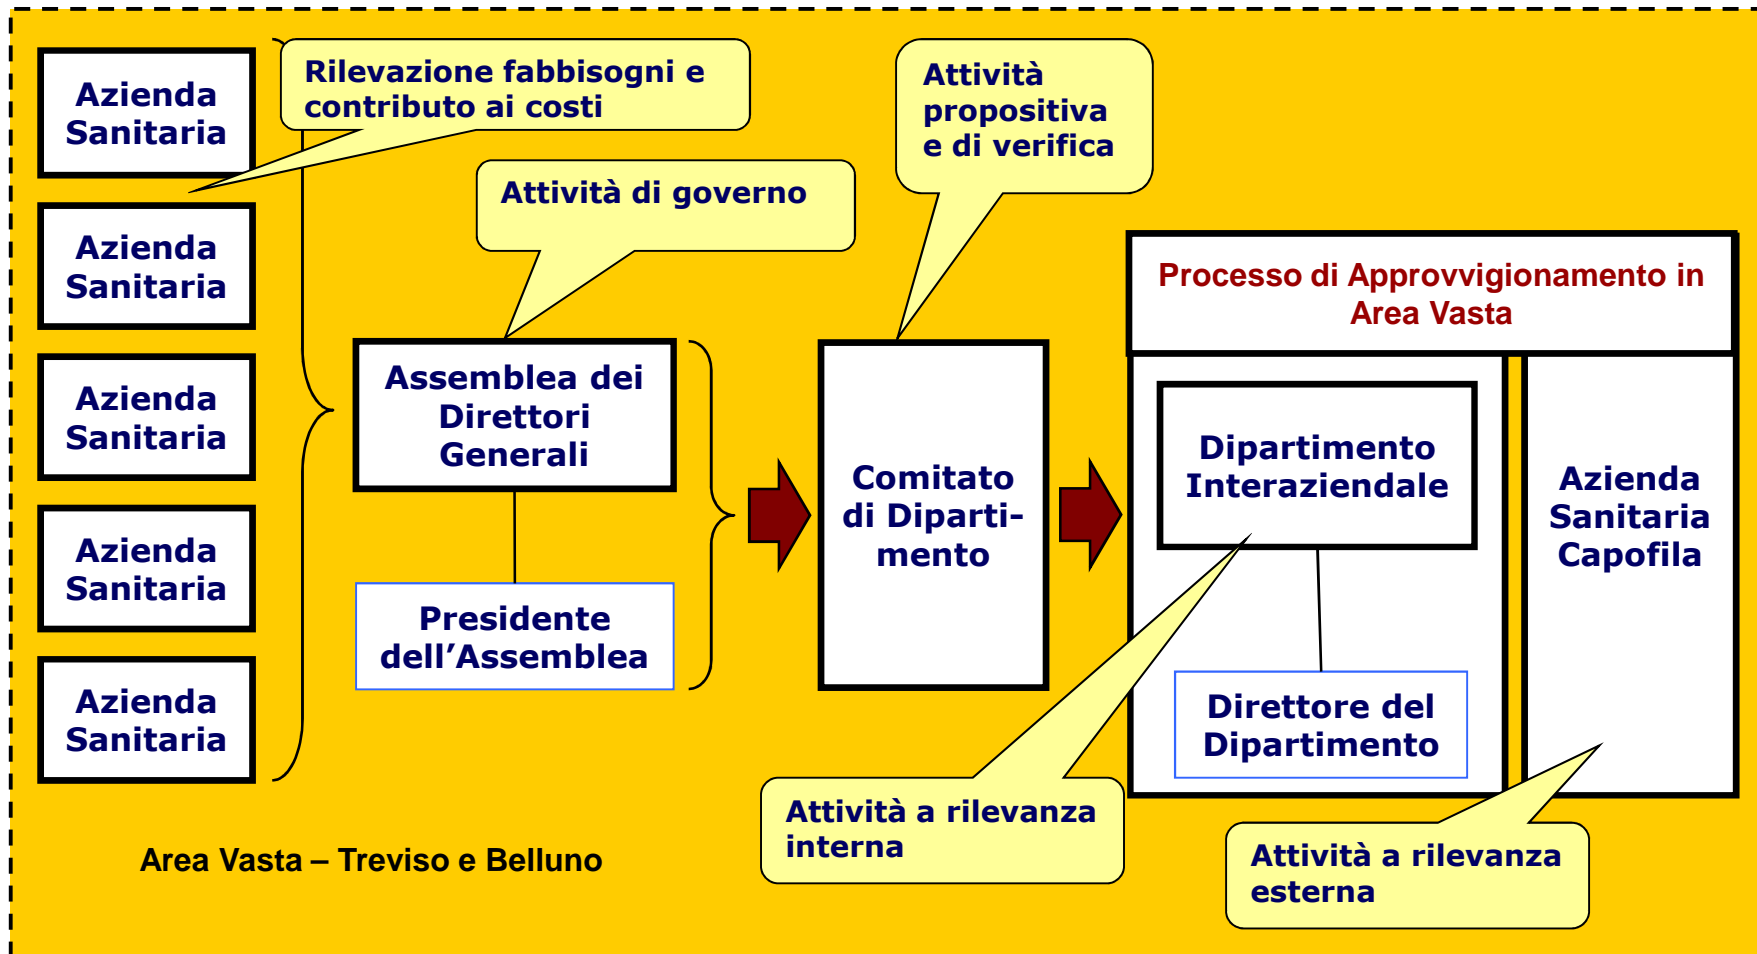 Azienda
Sanitaria
Azienda
Sanitaria
Azienda
Sanitaria
Azienda
Sanitaria
Azienda
Sanitaria
Rilevazione fabbisogni e
contributo ai costi
Attività di governo
Assemblea dei
Direttori
Generali
Presidente
dell’Assemblea
Attività
propositiva
e di verifica
Comitato
di Diparti-
mento
Processo di Approvvigionamento in
Area Vasta
Dipartimento
Interaziendale
Direttore del
Dipartimento
Azienda
Sanitaria
Capofila
Attività a rilevanza
interna
Attività a rilevanza
esterna
Area Vasta – Treviso e Belluno